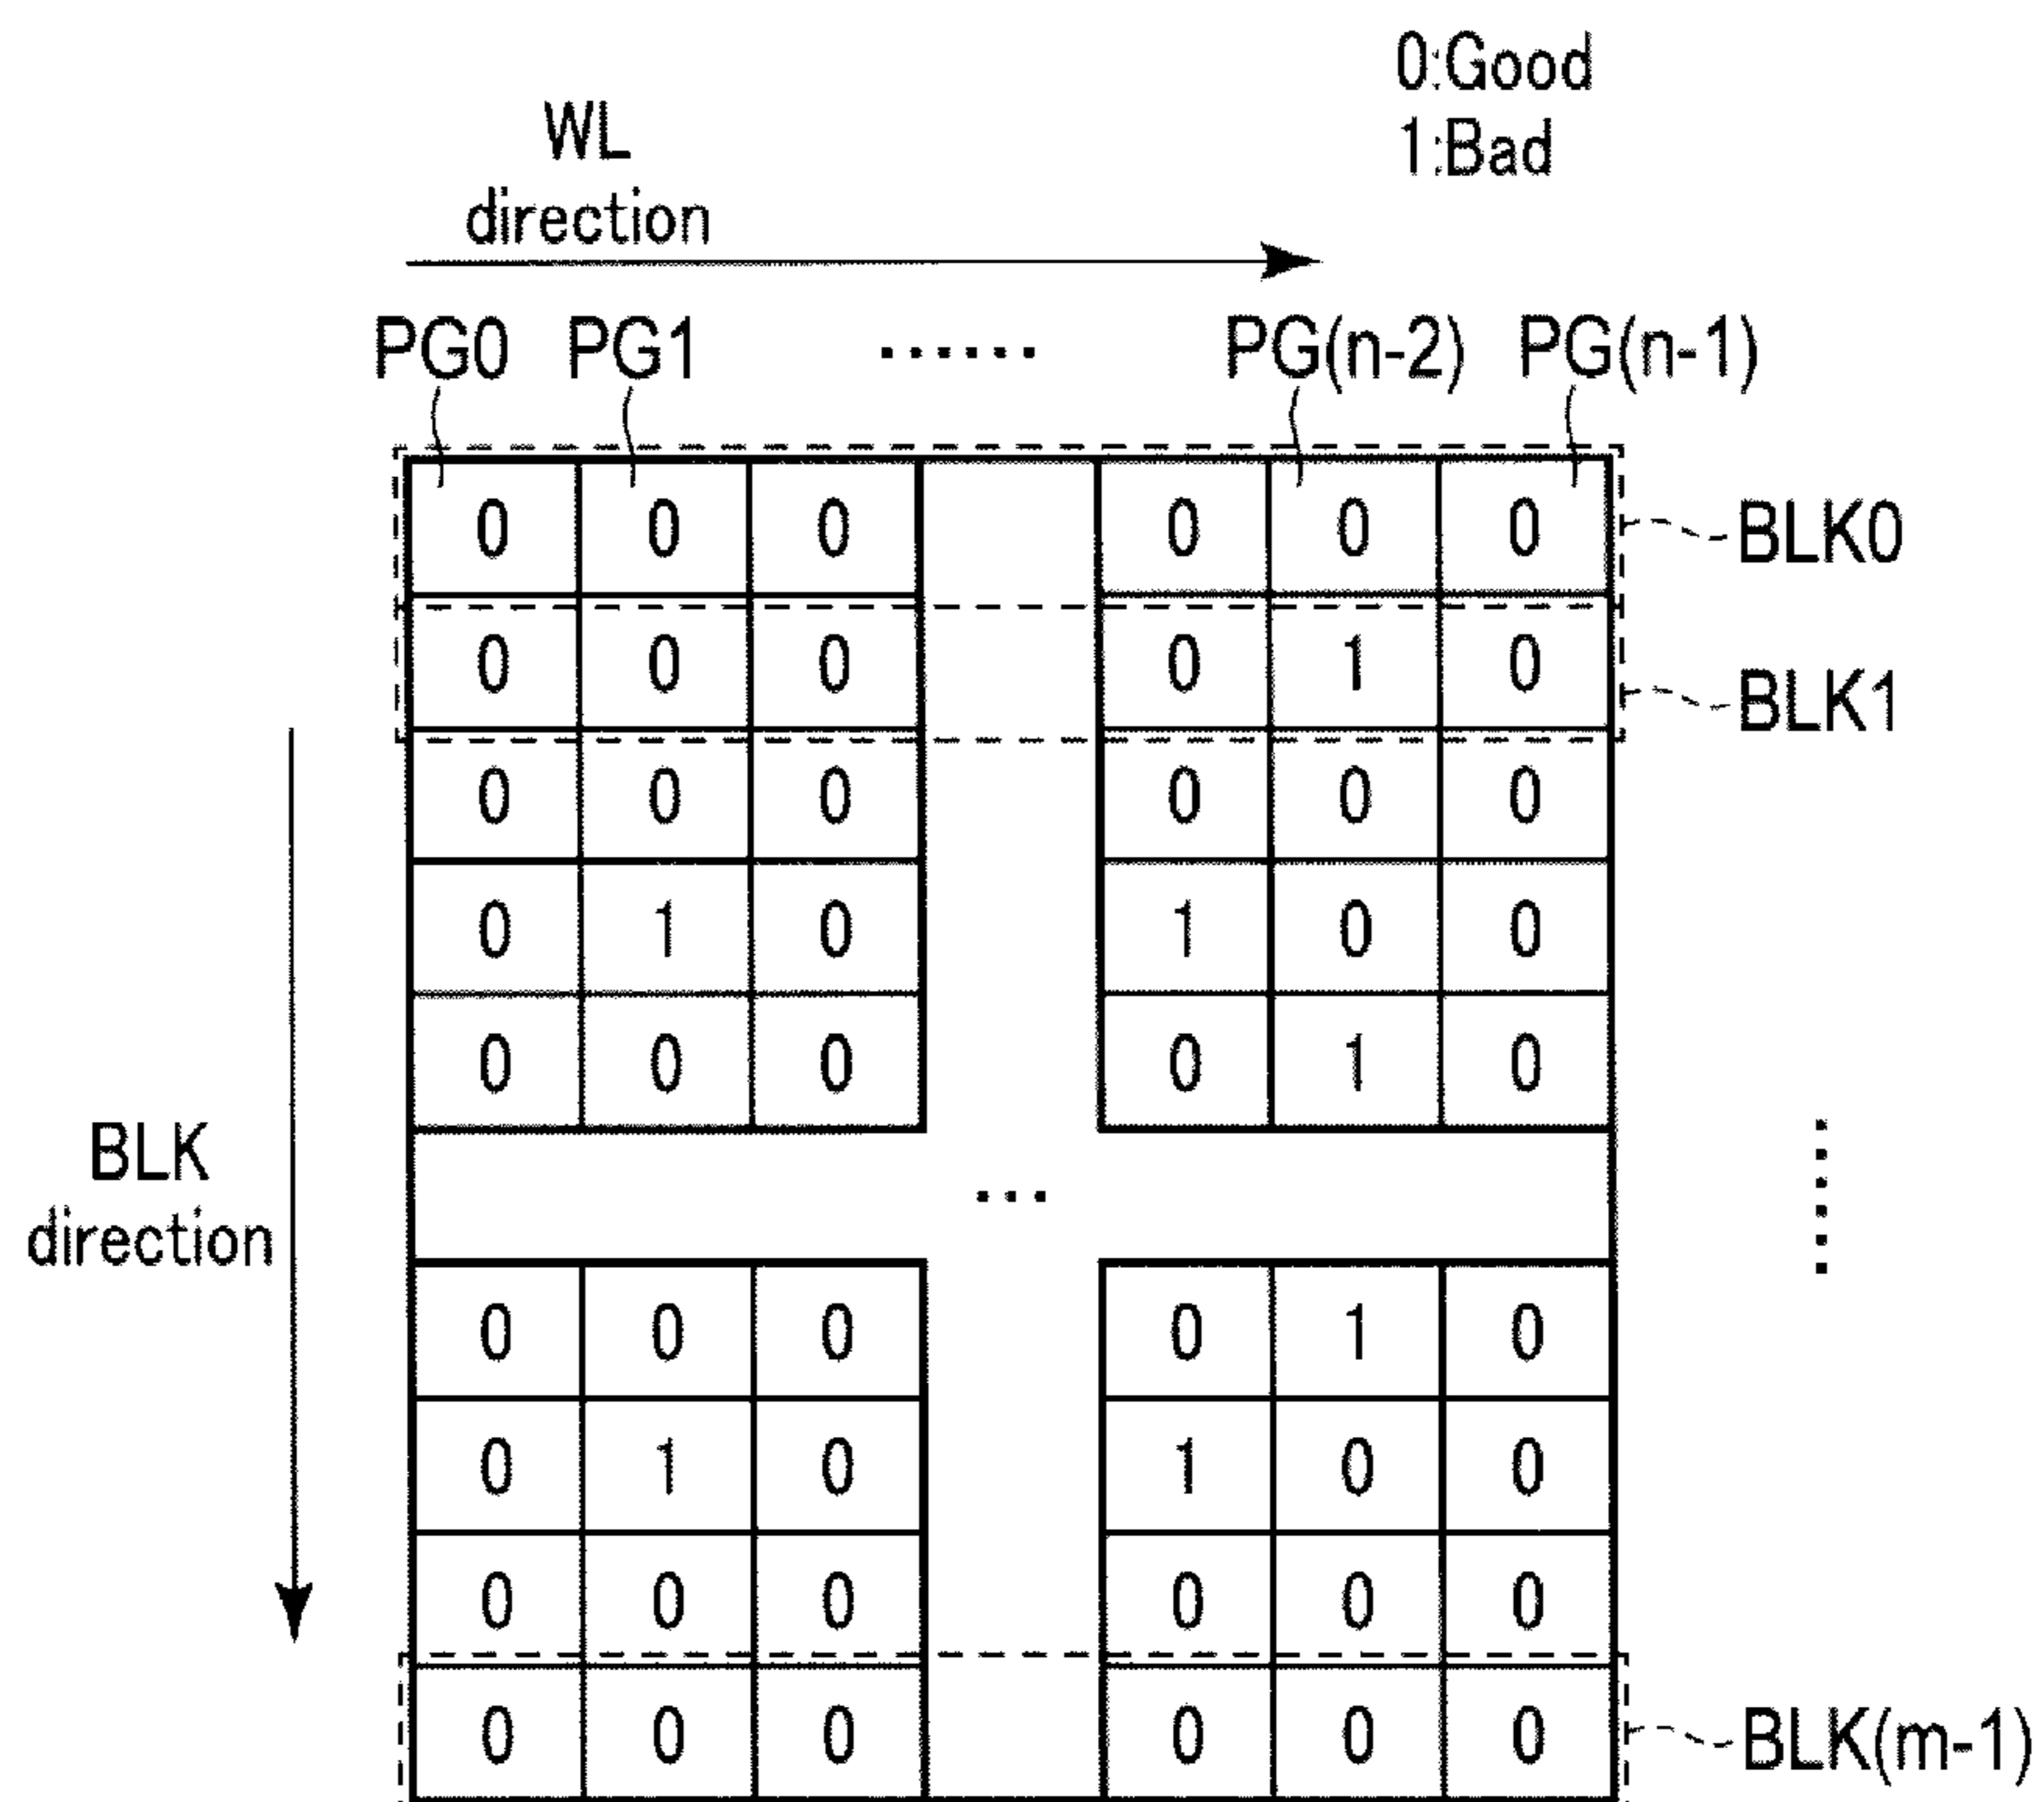 0:Good
1:Bad
WL
direction
PG0 PG1 ...... PG(n-2) PG(n-1)
0 0 0 0 0 0 BLK0
0 0 0 0 1 0 BLK1
0 0 0 0 0 0
0 1 0 1 0 0
0 0 0 0 1 0
BLK
direction
...
......
0 0 0 0 1 0
0 1 0 1 0 0
0 0 0 0 0 0
0 0 0 0 0 0 BLK(m-1)